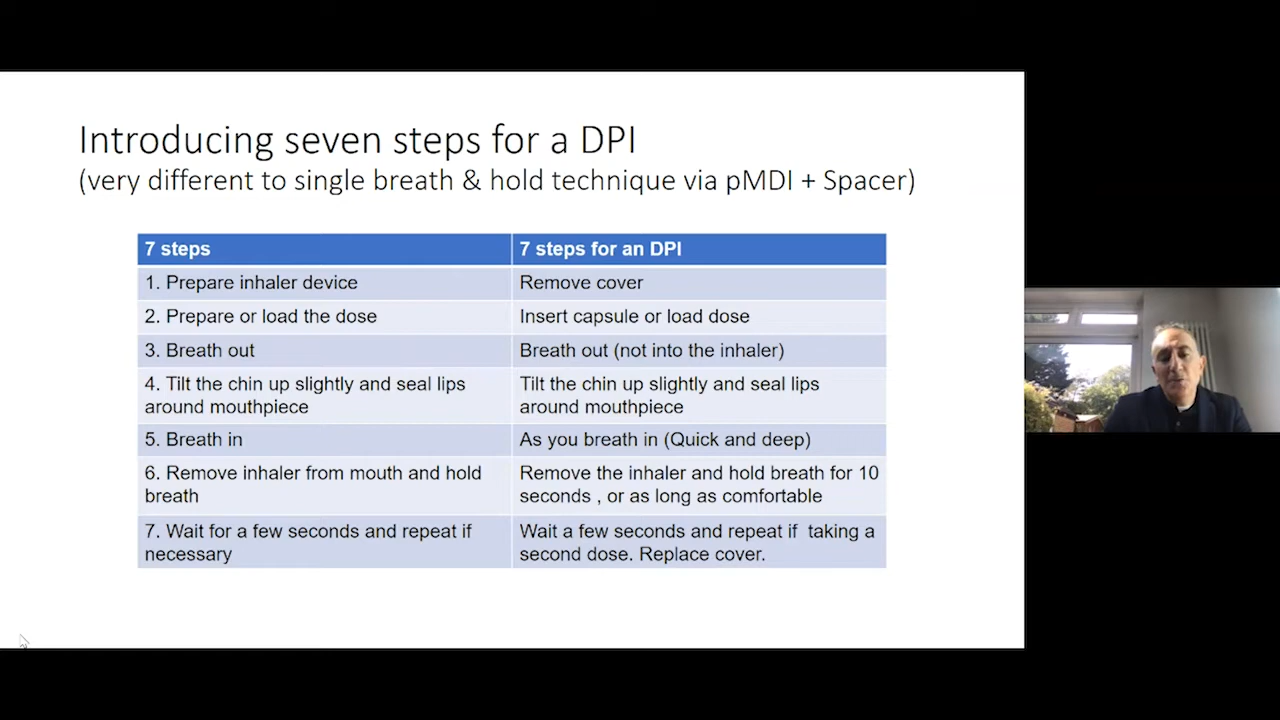 Introducing seven steps for a DPI
(very different to single breath & hold technique via pMDI + Spacer)
7 steps
7 steps for an DPI
1. Prepare inhaler device
Remove cover
2. Prepare or load the dose
Insert capsule or load dose
3. Breath out
Breath out (not into the inhaler)
4. Tilt the chin up slightly and seal lips
around mouthpiece
Tilt the chin up slightly and seal lips
around mouthpiece
5. Breath in
As you breath in (Quick and deep)
6. Remove inhaler from mouth and hold
breath
Remove the inhaler and hold breath for 10
seconds , or as long as comfortable
7. Wait for a few seconds and repeat if
necessary
Wait a few seconds and repeat if taking a
second dose. Replace cover.